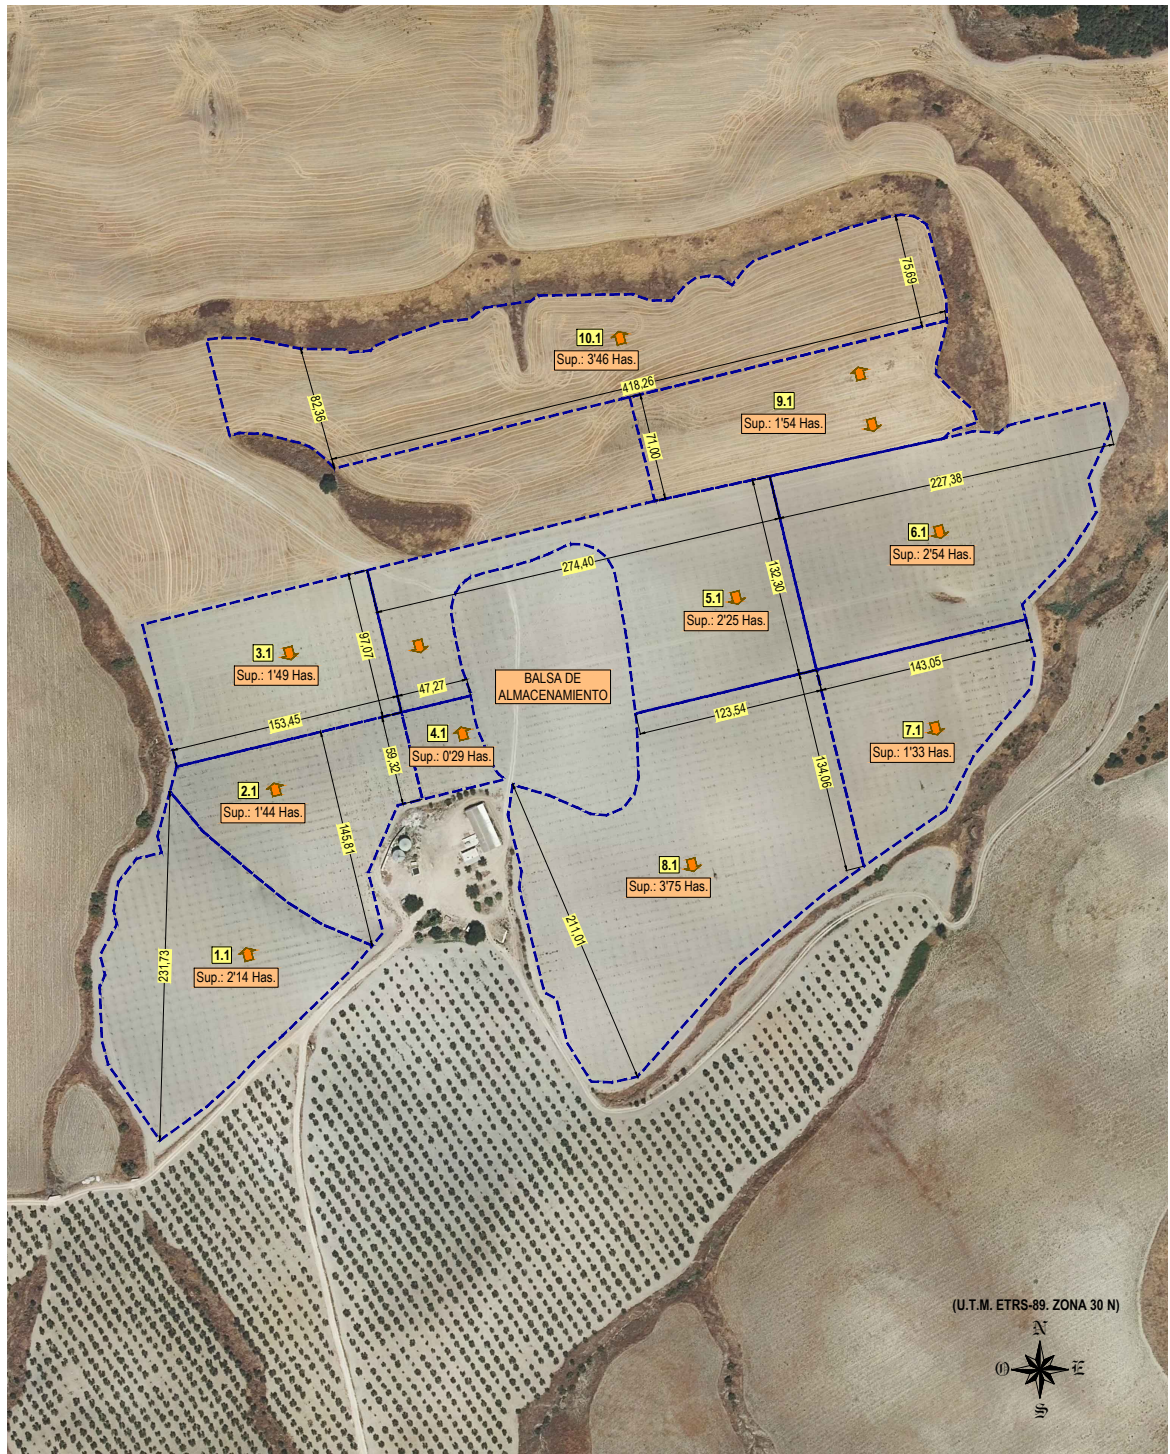 75,69
10.1
Sup.: 3'46 Has.
418,26
82,36
9.1
Sup.: 1'54 Has.
71,00
227,38
6.1
Sup.: 2'54 Has.
274,40
132,30
5.1
Sup.: 2'25 Has.
97,07
3.1
Sup.: 1'49 Has.
BALSA DE
ALMACENAMIENTO
47,27
143,05
153,45
123,54
4.1
Sup.: 0'29 Has.
7.1
Sup.: 1'33 Has.
59,32
134,06
2.1
Sup.: 1'44 Has.
145,81
8.1
Sup.: 3'75 Has.
211,01
1.1
Sup.: 2'14 Has.
231,73
(U.T.M. ETRS-89. ZONA 30 N)
N
O
E
S